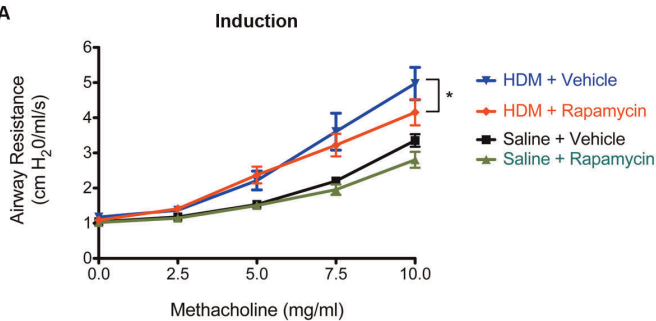 A
Induction
6
5
4
3
2
1
0
Airway Resistance
(cm H20/ml/s)
*
HDM + Vehicle
HDM + Rapamycin
Saline + Vehicle
Saline + Rapamycin
0.0 2.5 5.0 7.5 10.0
Methacholine (mg/ml)